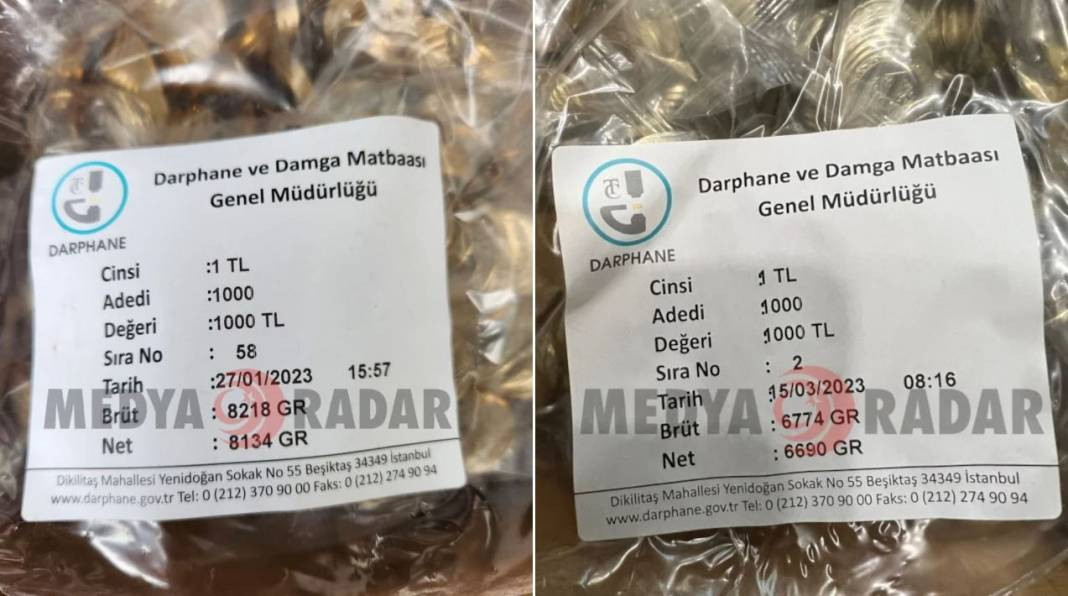 DARPHANE
Darphane ve Damga Matbaası
Genel Müdürlüğü
Cinsi :1 TL
Adedi :1000
Değeri :1000 TL
Sıra No : 58
Tarih :27/01/2023 15:57
Brüt : 8218 GR
Net : 8134 GR
Dikilitaş Mahallesi Yenidoğan Sokak No 55 Beşiktaş 34349 İstanbul
www.darphane.gov.tr Tel: 0 (212) 370 90 00 Faks: 0 (212) 274 90 94
MEDYA RADAR
TC
DARPHANE
Darphane ve Damga Matbaası
Genel Müdürlüğü
Cinsi :1 TL
Adedi :1000
Değeri :1000 TL
Sıra No : 2
Tarih :15/03/2023 08:16
Brüt : 6774 GR
Net : 6690 GR
Dikilitaş Mahallesi Yenidoğan Sokak No 55 Beşiktaş 34349 İstanbul
www.darphane.gov.tr Tel: 0 (212) 370 90 00 Faks: 0 (212) 274 90 94
MEDYA RADAR